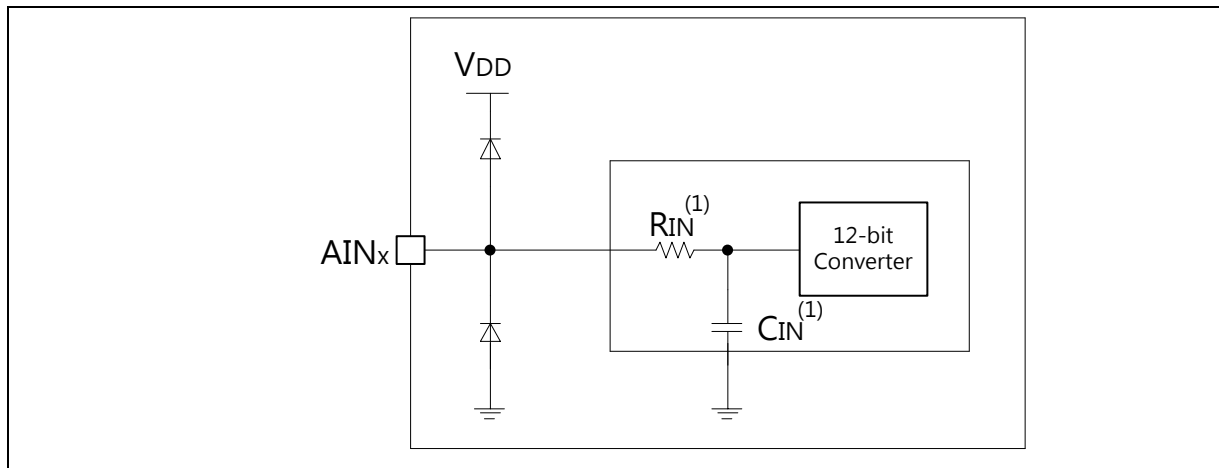 VDD
AINx
RIN(1)
12-bit
Converter
CIN(1)